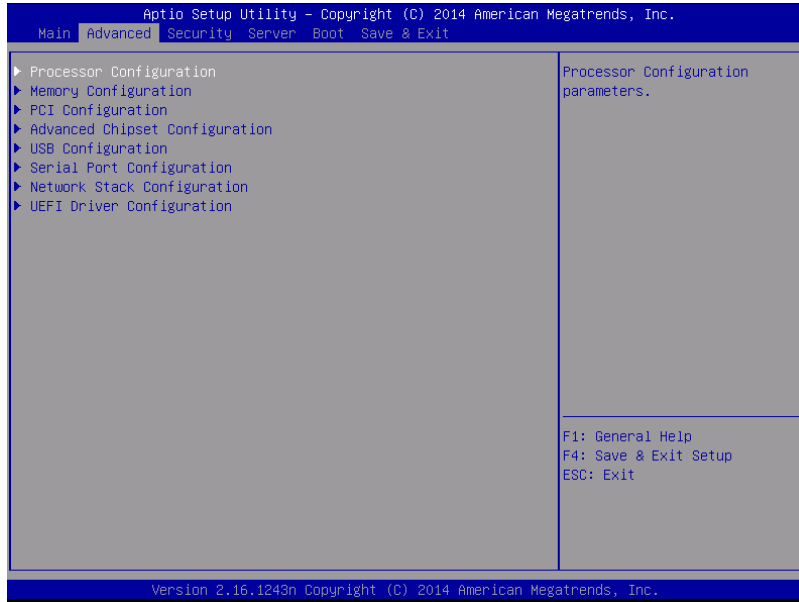 Aptio Setup Utility – Copyright (C) 2014 American Megatrends, Inc.
Main Advanced Security Server Boot Save & Exit
Processor Configuration
Memory Configuration
PCI Configuration
Advanced Chipset Configuration
USB Configuration
Serial Port Configuration
Network Stack Configuration
UEFI Driver Configuration
Processor Configuration
parameters.
F1: General Help
F4: Save & Exit Setup
ESC: Exit
Version 2.16.1243n Copyright (C) 2014 American Megatrends, Inc.